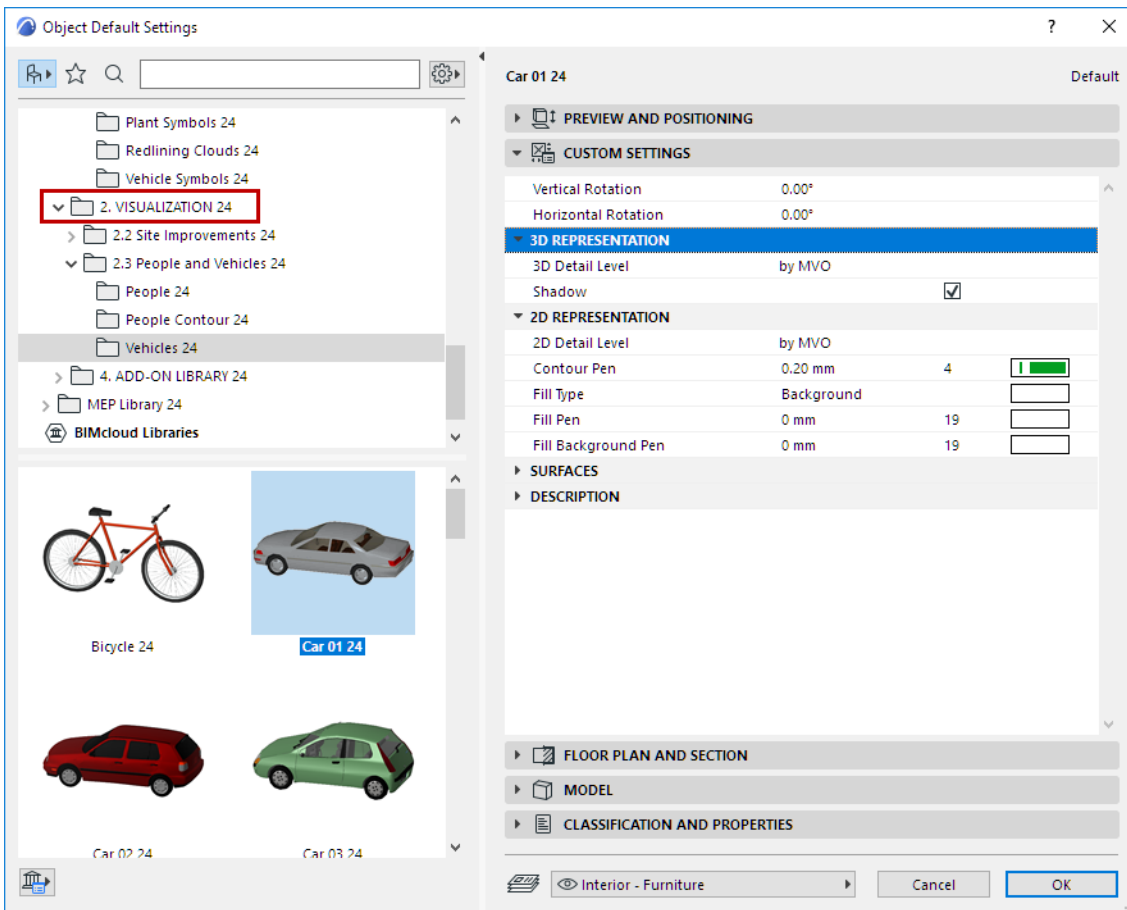 Object Default Settings
?
Car 01 24
Default
Plant Symbols 24
Redlining Clouds 24
Vehicle Symbols 24
2. VISUALIZATION 24
2.2 Site Improvements 24
2.3 People and Vehicles 24
People 24
People Contour 24
Vehicles 24
4. ADD-ON LIBRARY 24
MEP Library 24
BIMcloud Libraries
Bicycle 24
Car 01 24
Car 02 24
Car 03 24
PREVIEW AND POSITIONING
CUSTOM SETTINGS
Vertical Rotation 0.00°
Horizontal Rotation 0.00°
3D REPRESENTATION
3D Detail Level by MVO
Shadow
2D REPRESENTATION
2D Detail Level by MVO
Contour Pen 0.20 mm 4
Fill Type Background
Fill Pen 0 mm 19
Fill Background Pen 0 mm 19
SURFACES
DESCRIPTION
FLOOR PLAN AND SECTION
MODEL
CLASSIFICATION AND PROPERTIES
Interior - Furniture
Cancel
OK